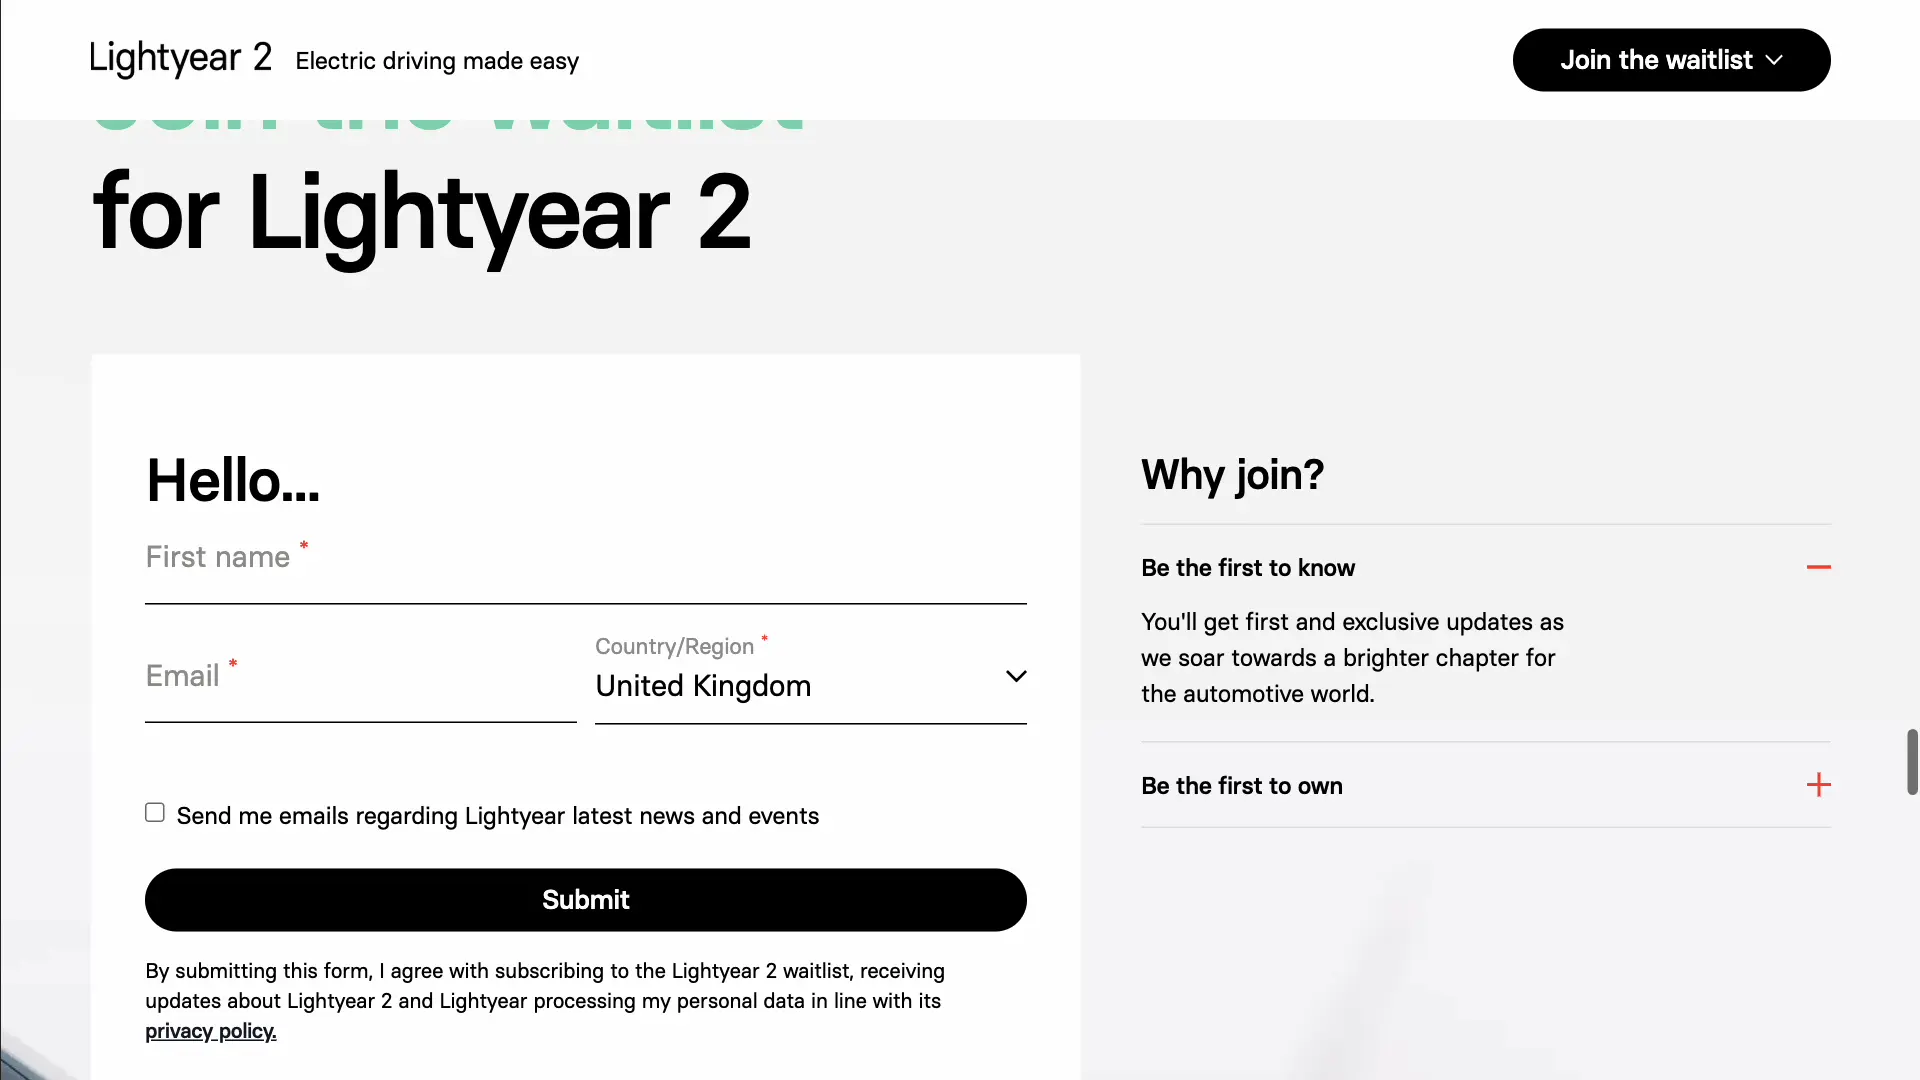 Lightyear 2 Electric driving made easy
Join the waitlist
Join the waitlist
for Lightyear 2
Hello...
First name *
Email *
Country/Region *
United Kingdom
Send me emails regarding Lightyear latest news and events
Submit
By submitting this form, I agree with subscribing to the Lightyear 2 waitlist, receiving
updates about Lightyear 2 and Lightyear processing my personal data in line with its
privacy policy.
Why join?
Be the first to know
You'll get first and exclusive updates as
we soar towards a brighter chapter for
the automotive world.
Be the first to own